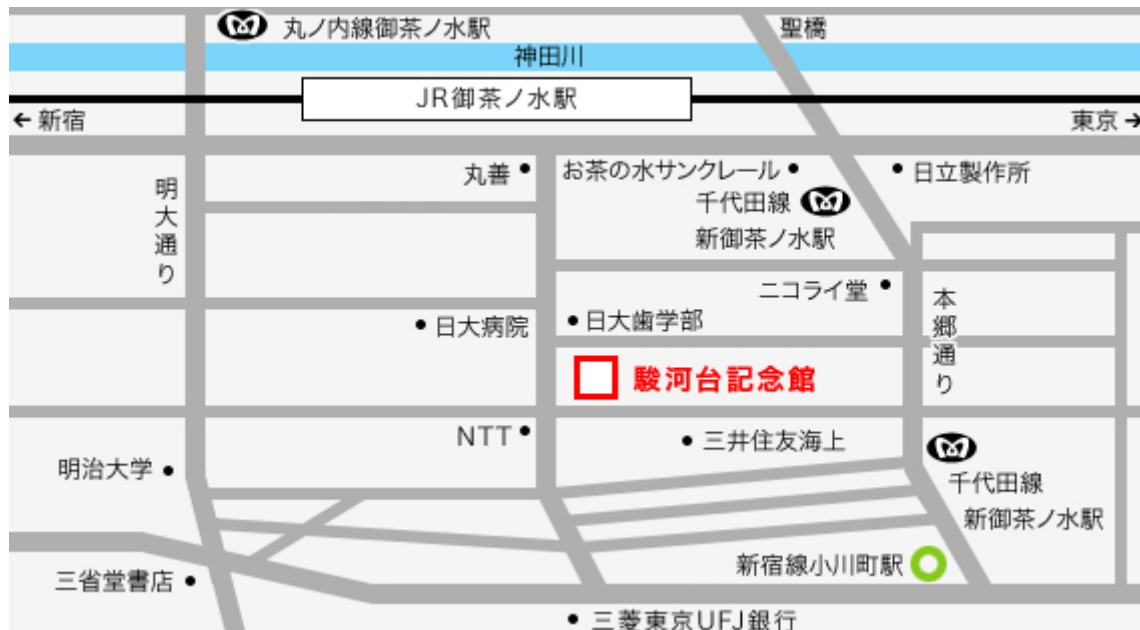 丸ノ内線御茶ノ水駅
聖橋
神田川
JR御茶ノ水駅
←新宿
東京→
丸善
お茶の水サンクレール
日立製作所
明大通り
千代田線
新御茶ノ水駅
ニコライ堂
本郷通り
日大病院
日大歯学部
駿河台記念館
NTT
三井住友海上
明治大学
千代田線
新御茶ノ水駅
新宿線小川町駅
三省堂書店
三菱東京UFJ銀行